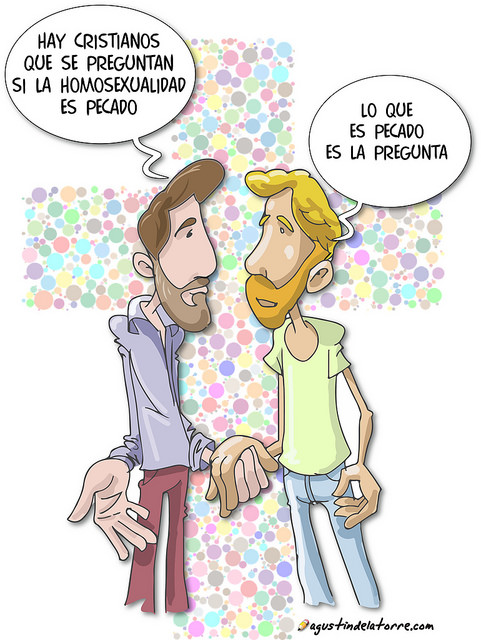 HAY CRISTIANOS
QUE SE PREGUNTAN
SI LA HOMOSEXUALIDAD
ES PECADO
LO QUE
ES PECADO
ES LA PREGUNTA
agustindelatorre.com